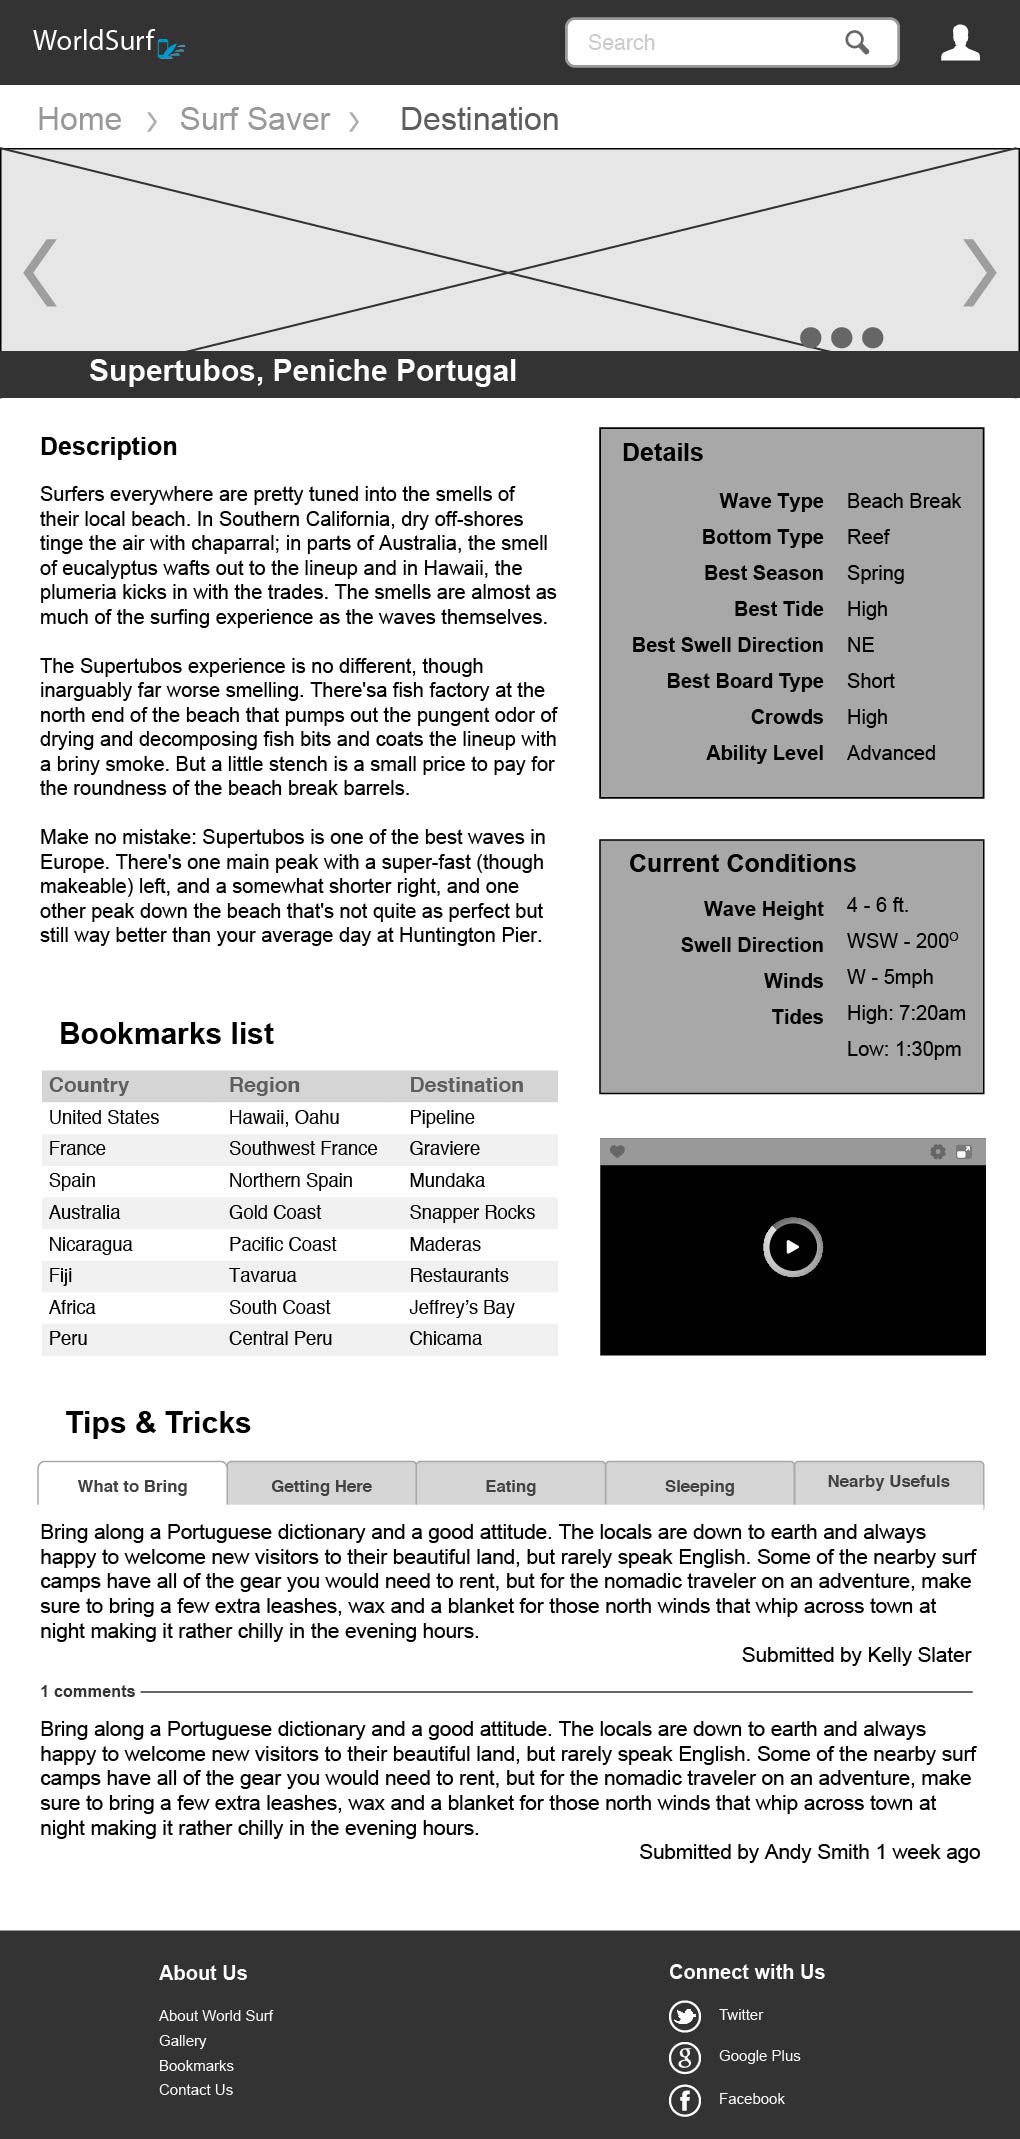 WorldSurf
Search
Home › Surf Saver › Destination
Supertubos, Peniche Portugal
Description
Surfers everywhere are pretty tuned into the smells of
their local beach. In Southern California, dry off-shores
tinge the air with chaparral; in parts of Australia, the smell
of eucalyptus wafts out to the lineup and in Hawaii, the
plumeria kicks in with the trades. The smells are almost as
much of the surfing experience as the waves themselves.
The Supertubos experience is no different, though
inarguably far worse smelling. There'sa fish factory at the
north end of the beach that pumps out the pungent odor of
drying and decomposing fish bits and coats the lineup with
a briny smoke. But a little stench is a small price to pay for
the roundness of the beach break barrels.
Make no mistake: Supertubos is one of the best waves in
Europe. There's one main peak with a super-fast (though
makeable) left, and a somewhat shorter right, and one
other peak down the beach that's not quite as perfect but
still way better than your average day at Huntington Pier.
Details
Wave Type Beach Break
Bottom Type Reef
Best Season Spring
Best Tide High
Best Swell Direction NE
Best Board Type Short
Crowds High
Ability Level Advanced
Current Conditions
Wave Height 4 - 6 ft.
Swell Direction WSW - 200º
Winds W - 5mph
Tides High: 7:20am
Low: 1:30pm
Bookmarks list
Country Region Destination
United States Hawaii, Oahu Pipeline
France Southwest France Graviere
Spain Northern Spain Mundaka
Australia Gold Coast Snapper Rocks
Nicaragua Pacific Coast Maderas
Fiji Tavarua Restaurants
Africa South Coast Jeffrey’s Bay
Peru Central Peru Chicama
Tips & Tricks
What to Bring Getting Here Eating Sleeping Nearby Usefuls
Bring along a Portuguese dictionary and a good attitude. The locals are down to earth and always
happy to welcome new visitors to their beautiful land, but rarely speak English. Some of the nearby surf
camps have all of the gear you would need to rent, but for the nomadic traveler on an adventure, make
sure to bring a few extra leashes, wax and a blanket for those north winds that whip across town at
night making it rather chilly in the evening hours.
Submitted by Kelly Slater
1 comments
Bring along a Portuguese dictionary and a good attitude. The locals are down to earth and always
happy to welcome new visitors to their beautiful land, but rarely speak English. Some of the nearby surf
camps have all of the gear you would need to rent, but for the nomadic traveler on an adventure, make
sure to bring a few extra leashes, wax and a blanket for those north winds that whip across town at
night making it rather chilly in the evening hours.
Submitted by Andy Smith 1 week ago
About Us
About World Surf
Gallery
Bookmarks
Contact Us
Connect with Us
Twitter
Google Plus
Facebook